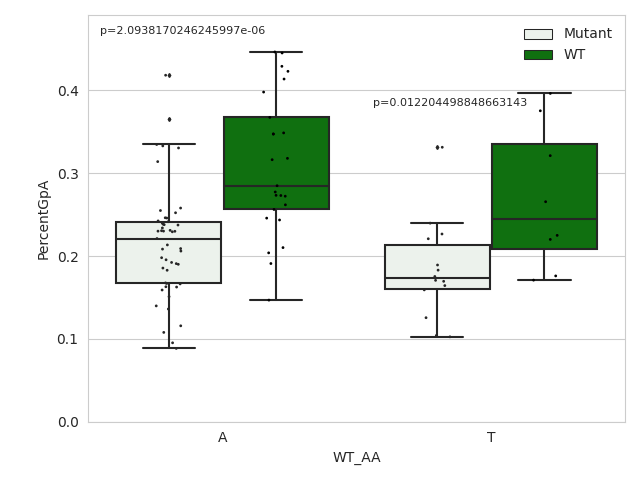 p=2.0938170246245997e-06
Mutant
WT
p=0.012204498848663143
PercentGpA
0.4
0.3
0.2
0.1
0.0
A
T
WT_AA